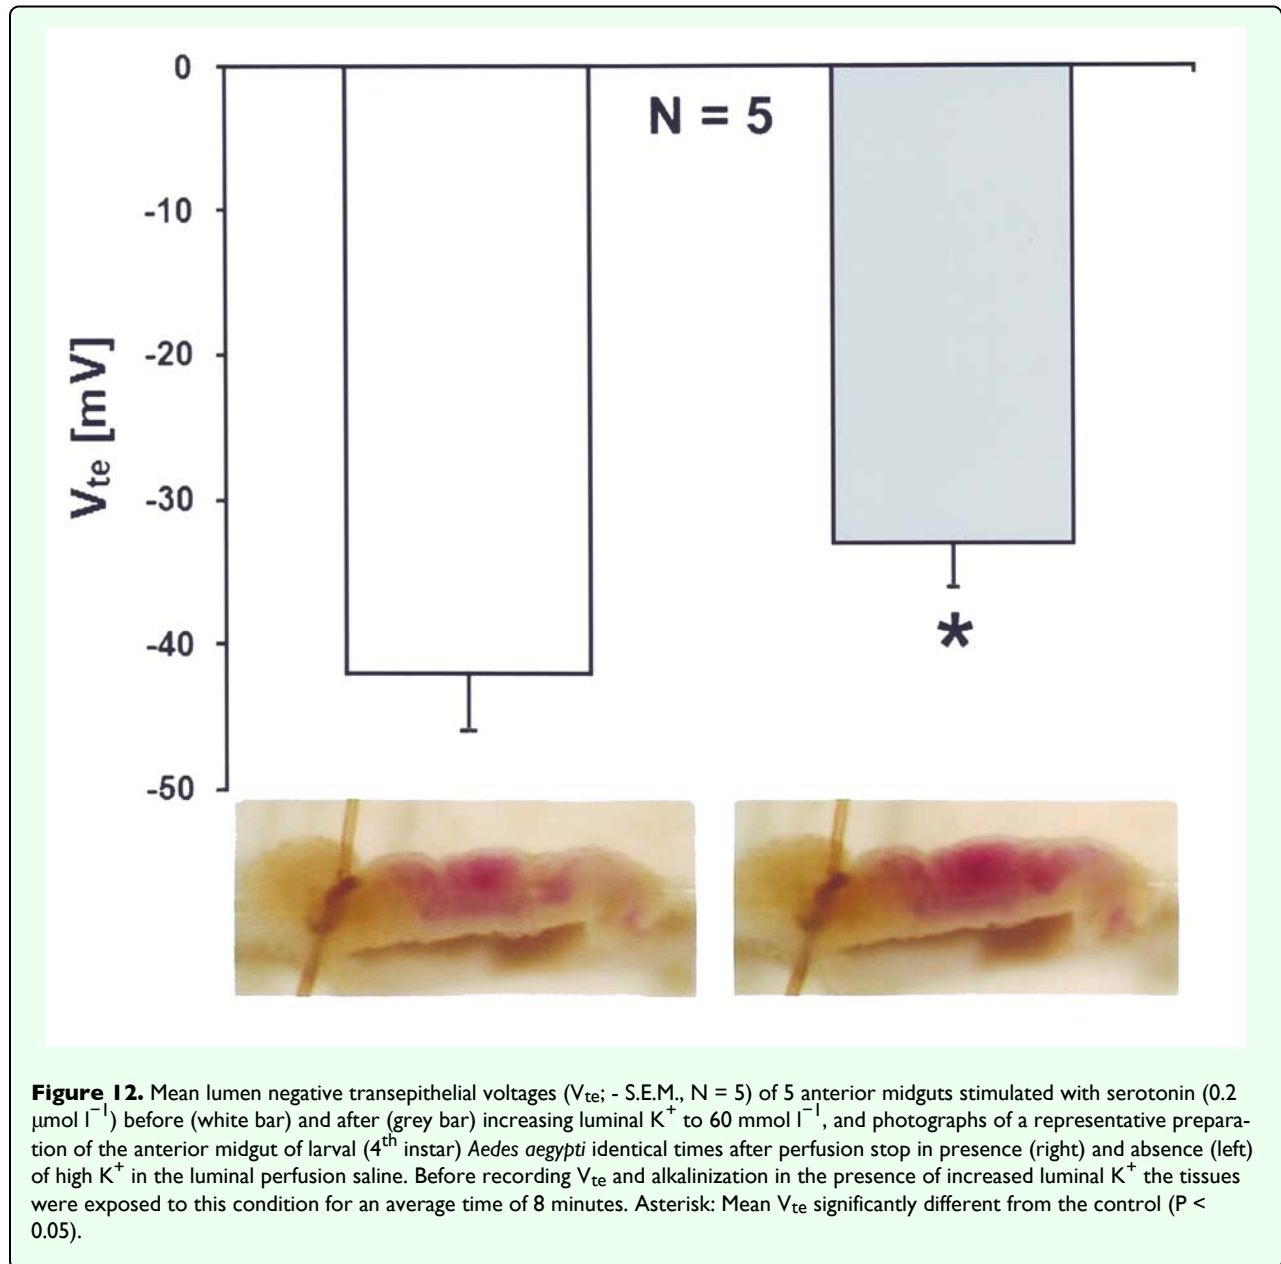 0
N = 5
-10
-20
Vte [mV]
-30
-40
*
-50
Figure 12. Mean lumen negative transepithelial voltages (Vte; - S.E.M., N = 5) of 5 anterior midguts stimulated with serotonin (0.2
μmol l⁻¹) before (white bar) and after (grey bar) increasing luminal K⁺ to 60 mmol l⁻¹, and photographs of a representative prepara-
tion of the anterior midgut of larval (4th instar) Aedes aegypti identical times after perfusion stop in presence (right) and absence (left)
of high K⁺ in the luminal perfusion saline. Before recording Vte and alkalinization in the presence of increased luminal K⁺ the tissues
were exposed to this condition for an average time of 8 minutes. Asterisk: Mean Vte significantly different from the control (P <
0.05).